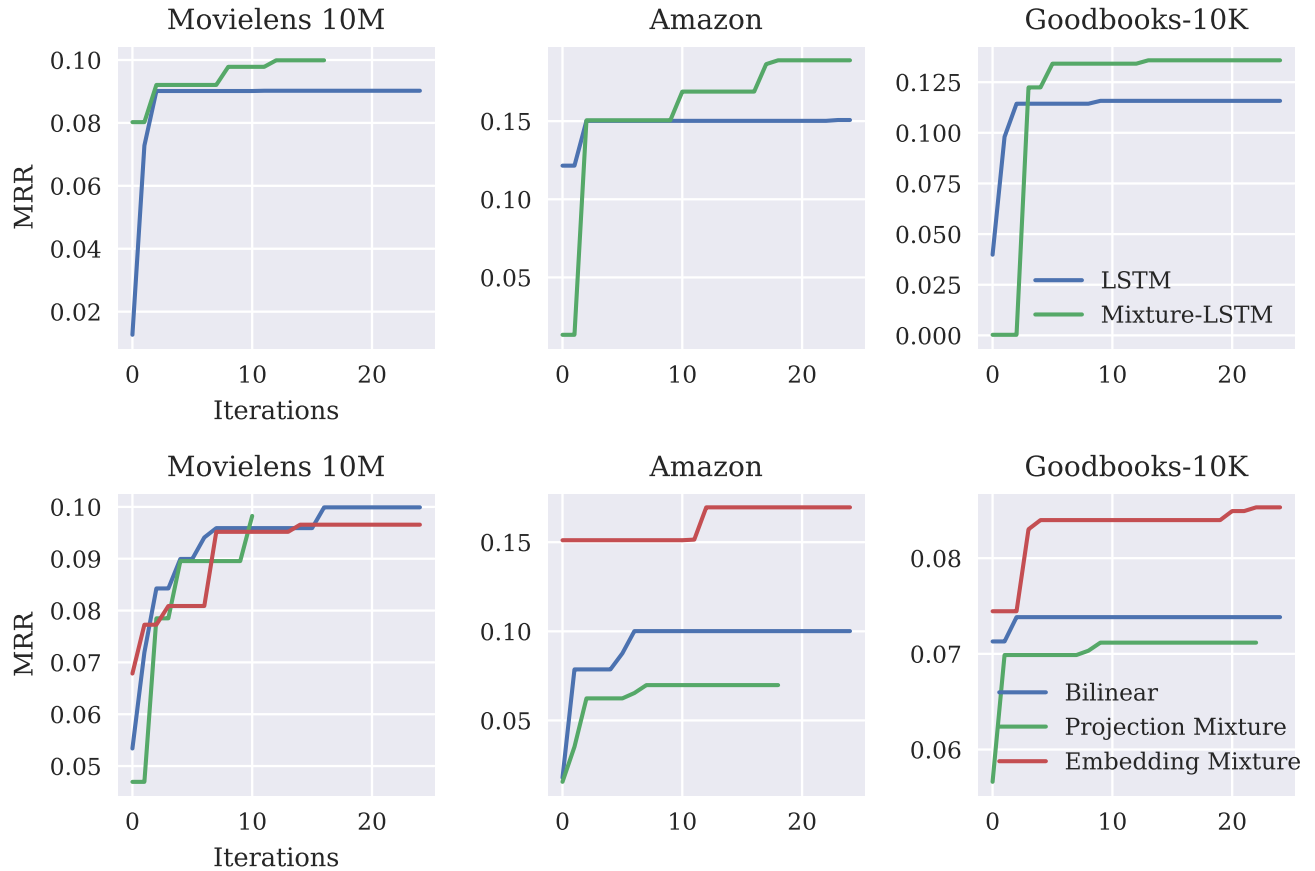 Movielens 10M
Amazon
Goodbooks-10K
MRR
0.10
0.08
0.06
0.04
0.02
0 10 20
Iterations
0.15
0.10
0.05
0 10 20
0.125
0.100
0.075
0.050
0.025
0.000
0 10 20
LSTM
Mixture-LSTM
Movielens 10M
Amazon
Goodbooks-10K
MRR
0.10
0.09
0.08
0.07
0.06
0.05
0 10 20
Iterations
0.15
0.10
0.05
0 10 20
0.08
0.07
0.06
0 10 20
Bilinear
Projection Mixture
Embedding Mixture